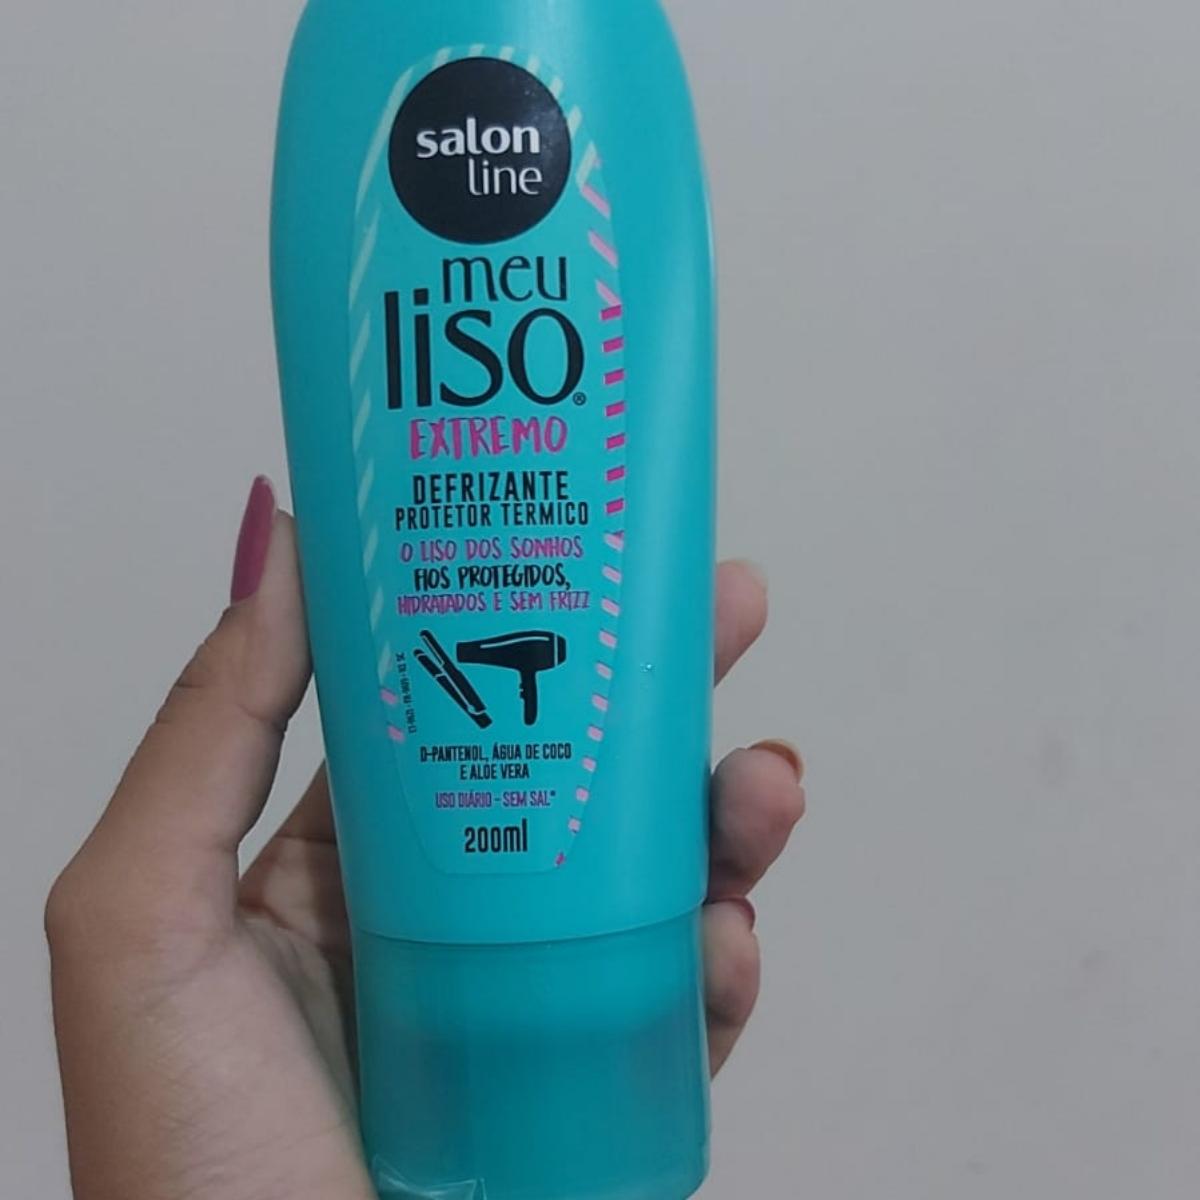 salon
line
meu
liso®
EXTREMO
DEFRIZANTE
PROTETOR TERMICO
O LISO DOS SONHOS
FIOS PROTEGIDOS,
HIDRATADOS E SEM FRIZZ
D-PANTENOL, ÁGUA DE COCO
E ALOE VERA
USO DIÁRIO - SEM SAL*
200ml